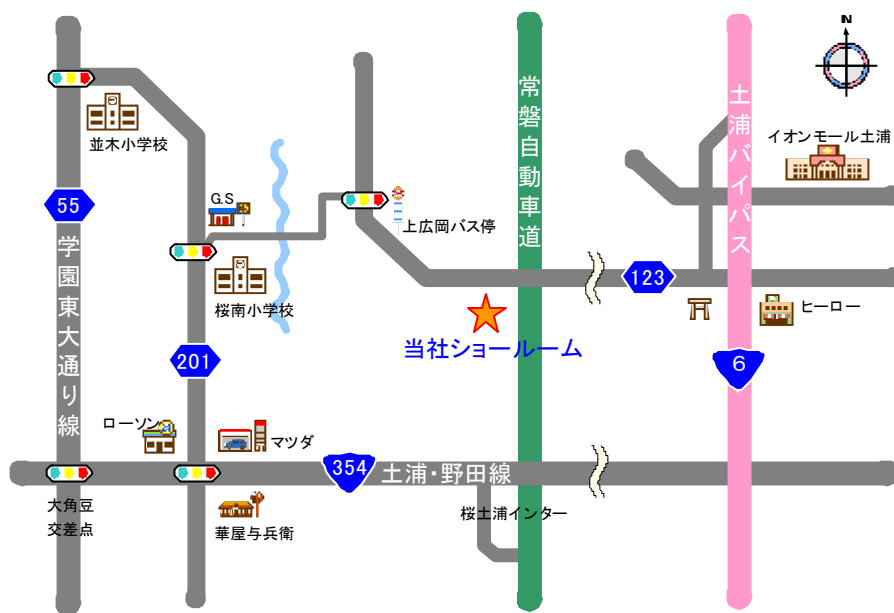 N
常磐自動車道
土浦バイパス
イオンモール土浦
並木小学校
55
学園東大通り線
G.S
上広岡バス停
桜南小学校
123
ヒーロー
当社ショールーム
201
6
ローソン
マツダ
354
土浦・野田線
大角豆
交差点
華屋与兵衛
桜土浦インター